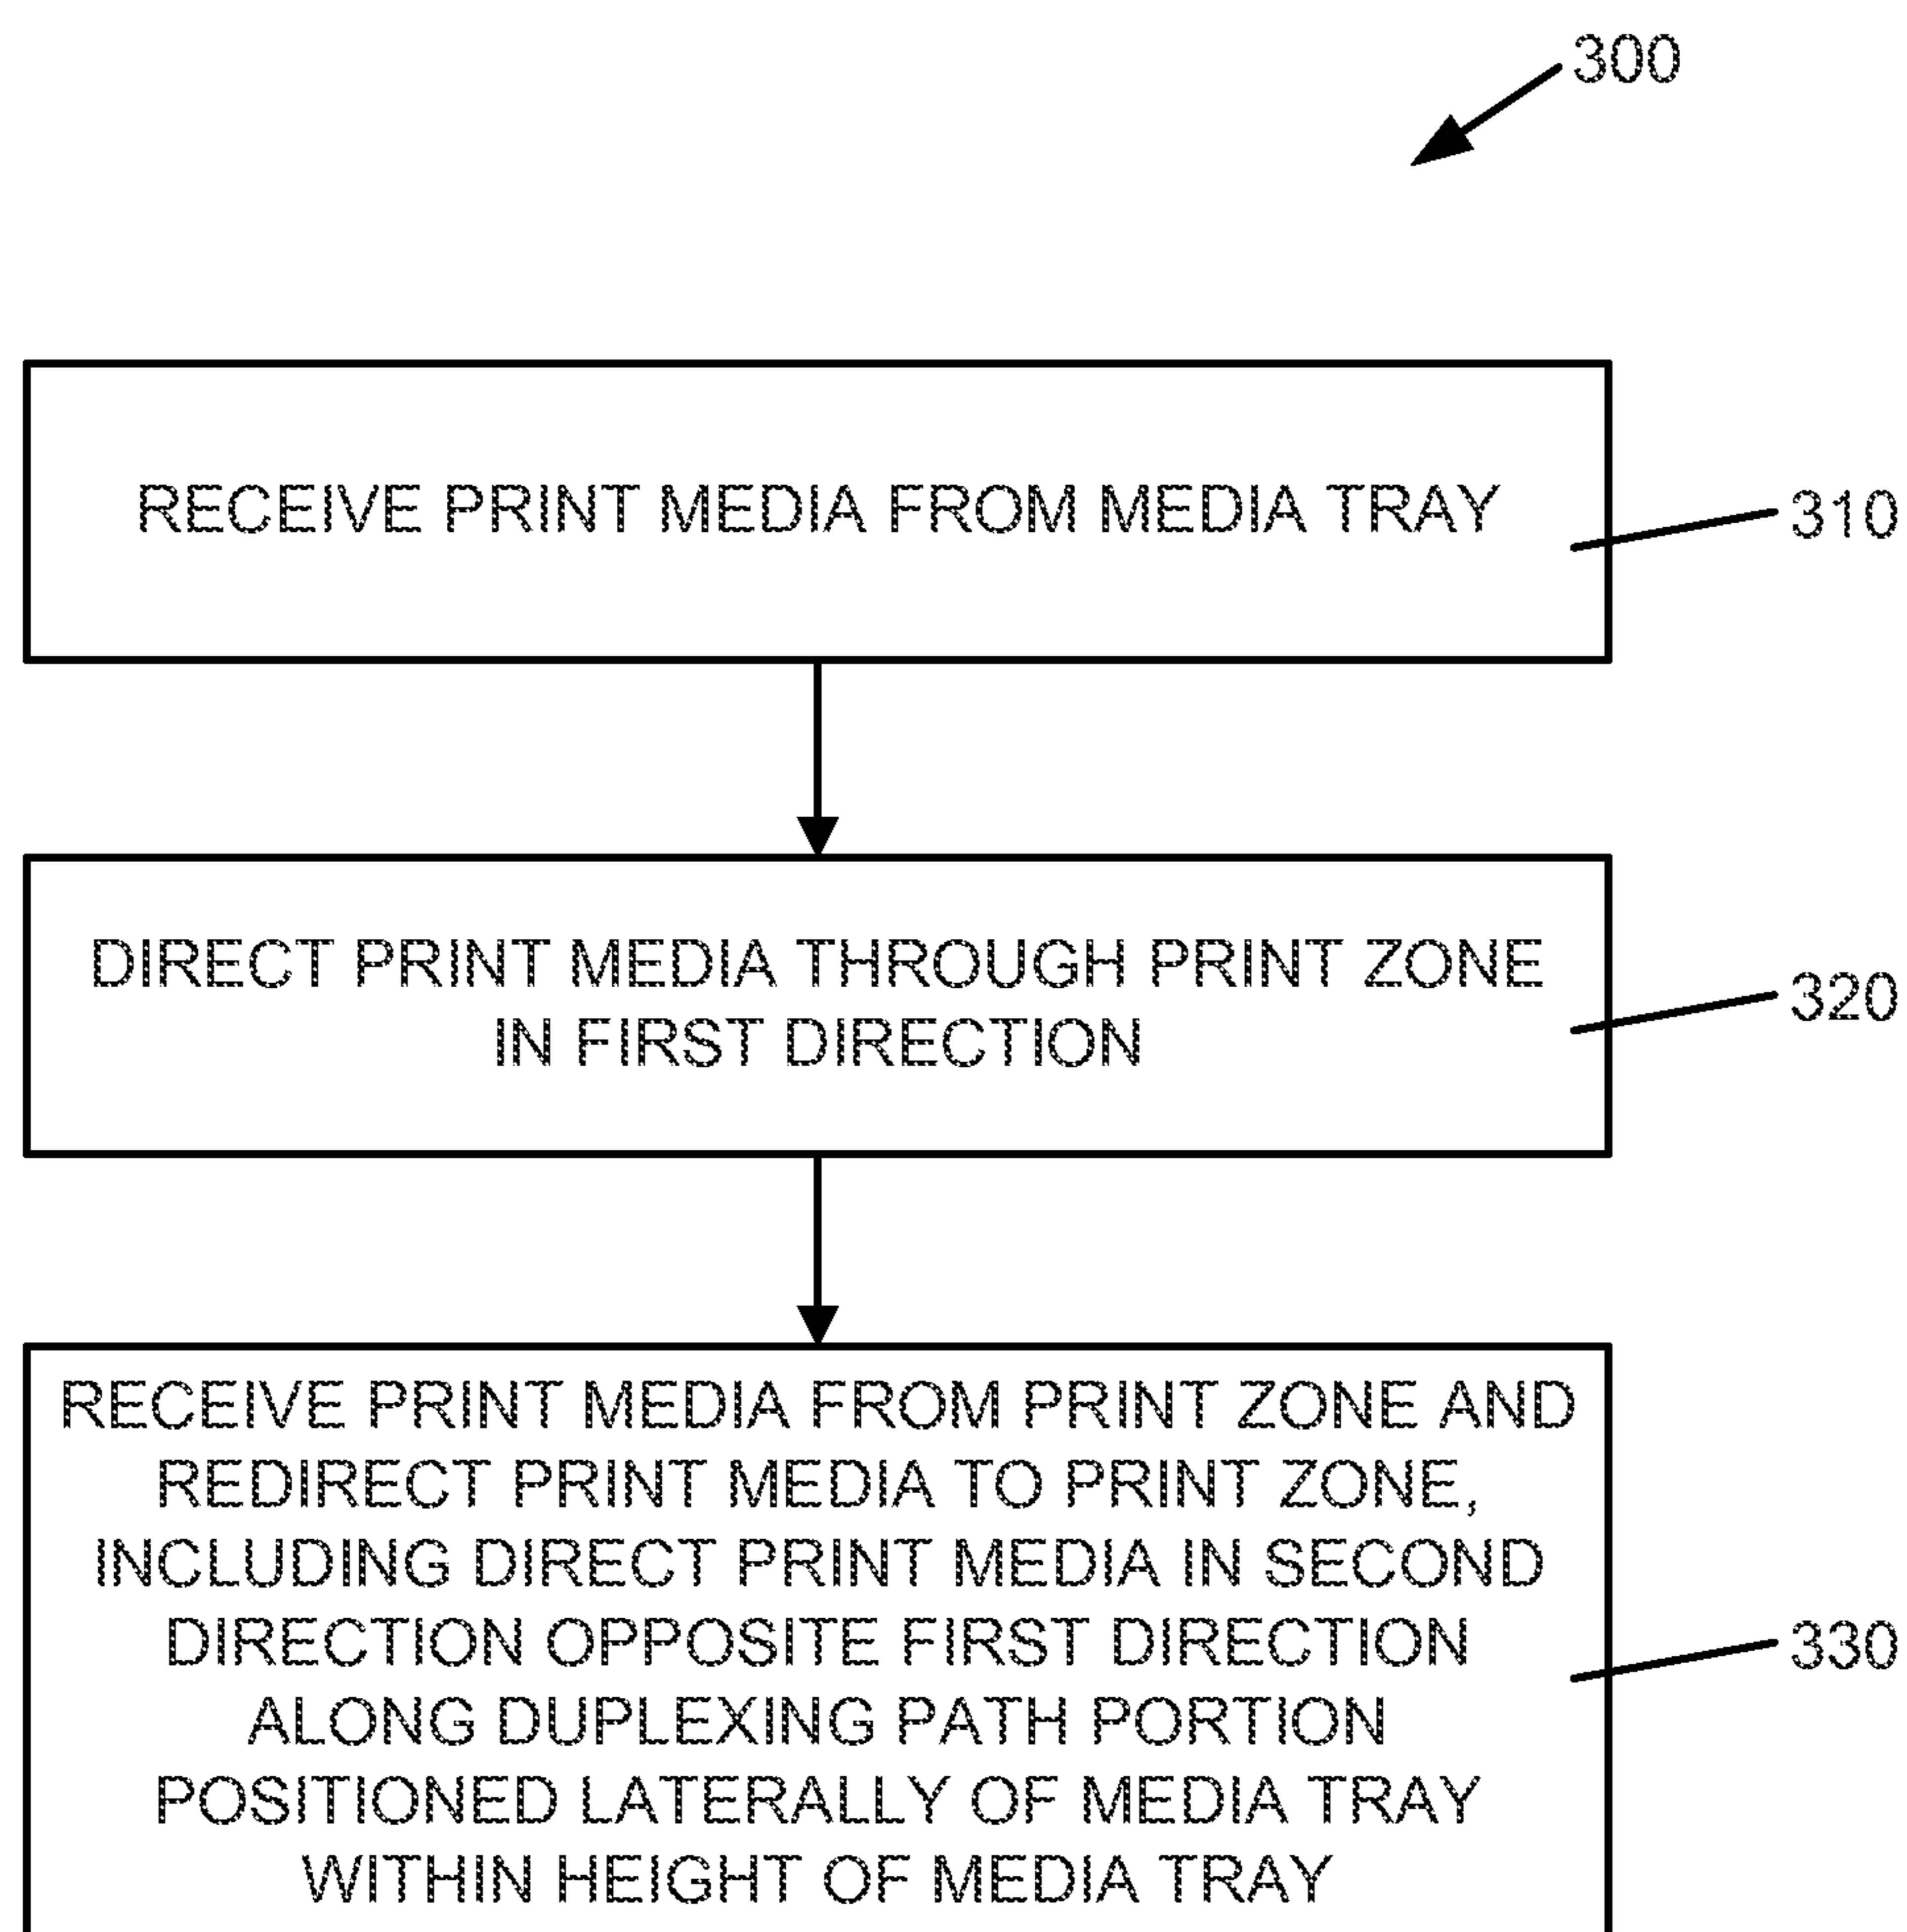 300
RECEIVE PRINT MEDIA FROM MEDIA TRAY
310
DIRECT PRINT MEDIA THROUGH PRINT ZONE
IN FIRST DIRECTION
320
RECEIVE PRINT MEDIA FROM PRINT ZONE AND
REDIRECT PRINT MEDIA TO PRINT ZONE,
INCLUDING DIRECT PRINT MEDIA IN SECOND
DIRECTION OPPOSITE FIRST DIRECTION
ALONG DUPLEXING PATH PORTION
POSITIONED LATERALLY OF MEDIA TRAY
WITHIN HEIGHT OF MEDIA TRAY
330